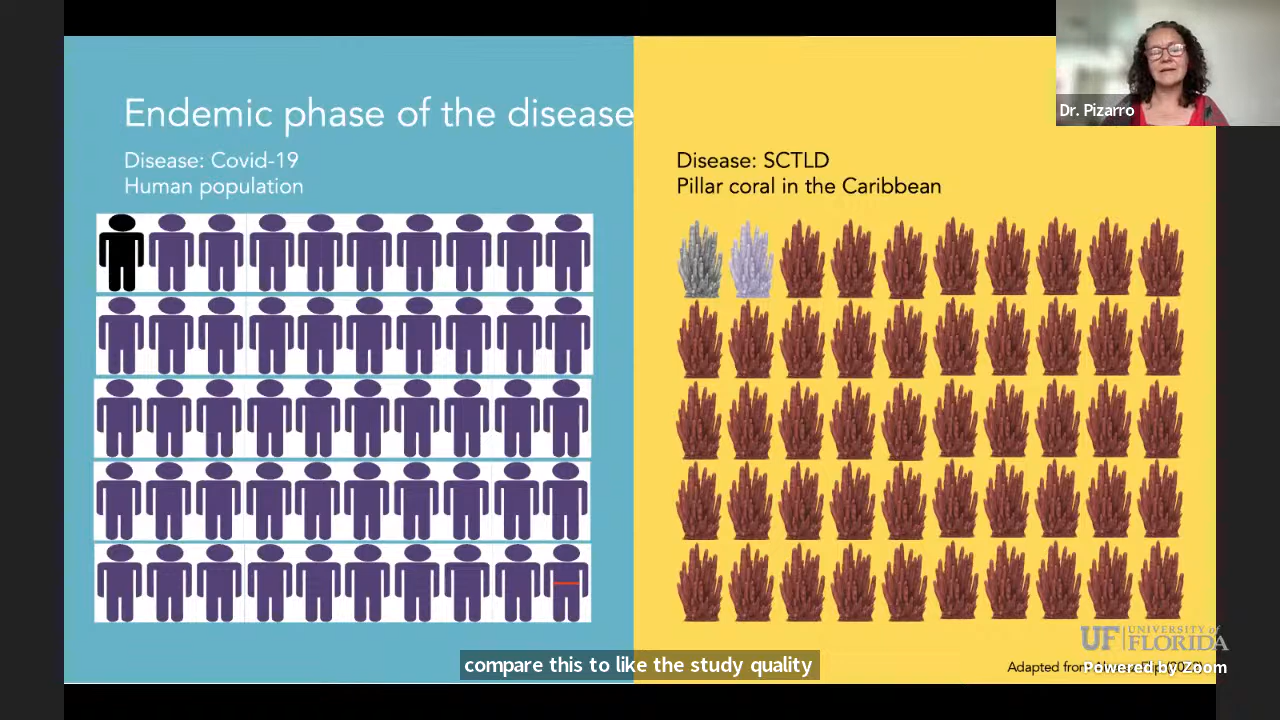 Endemic phase of the disease
Disease: Covid-19
Human population
Disease: SCTLD
Pillar coral in the Caribbean
Dr. Pizarro
UF UNIVERSITY of
FLORIDA
Adapted from
Powered by Zoom
compare this to like the study quality